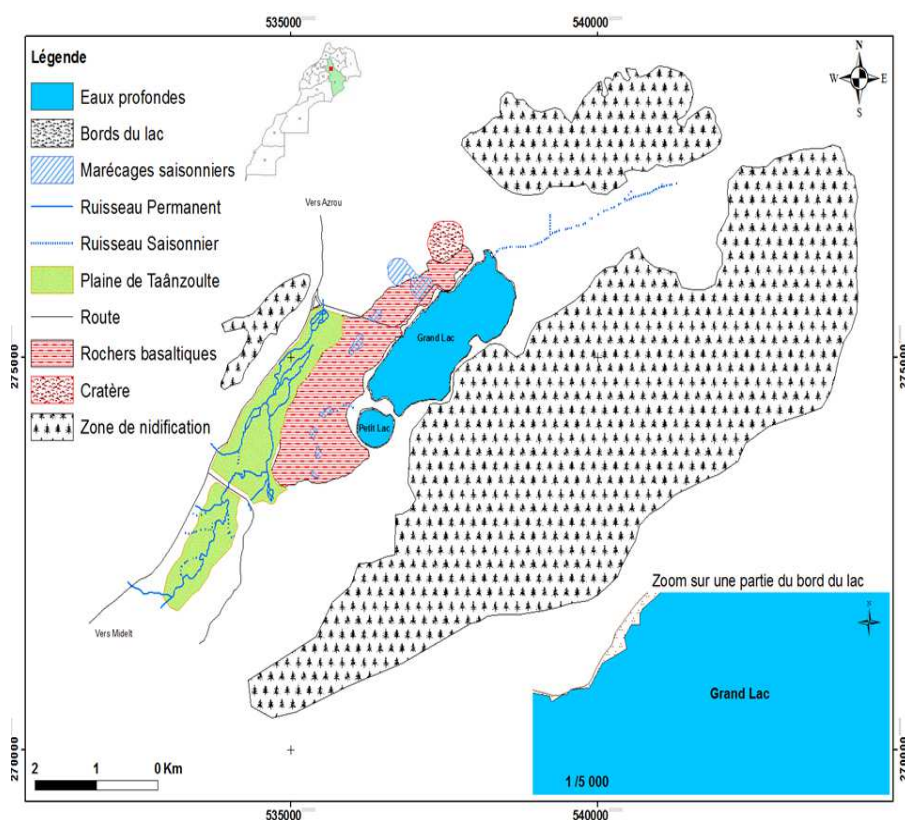 535000
540000
Légende
Eaux profondes
Bords du lac
Marécages saisonniers
Ruisseau Permanent
Ruisseau Saisonnier
Plaine de Taânzoulte
Route
Rochers basaltiques
Cratère
Zone de nidification
N
W
E
S
Vers Azrou
Grand Lac
Petit Lac
275000
275000
Vers Midelt
Zoom sur une partie du bord du lac
Grand Lac
1 /5 000
270000
270000
2 1 0 Km
535000
540000